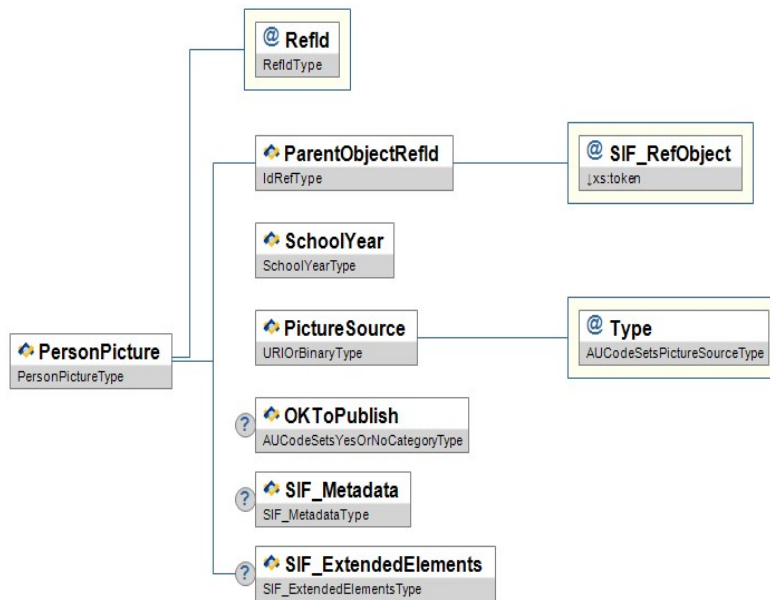 @ RefId
RefIdType
ParentObjectRefId
IdRefType
@ SIF_RefObject
↓xs:token
SchoolYear
SchoolYearType
PictureSource
URIOrBinaryType
@ Type
AUCodeSetsPictureSourceType
PersonPicture
PersonPictureType
? OKToPublish
AUCodeSetsYesOrNoCategoryType
? SIF_Metadata
SIF_MetadataType
? SIF_ExtendedElements
SIF_ExtendedElementsType